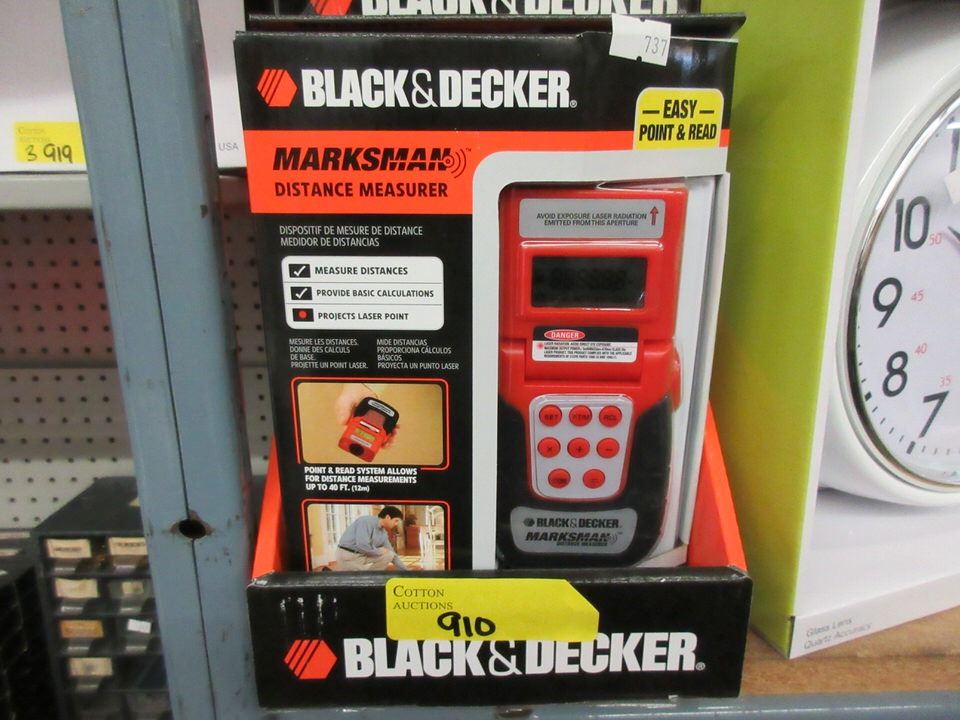 BLACK & DECKER
737
BLACK&DECKER®
EASY
POINT & READ
MARKSMAN™
DISTANCE MEASURER
DISPOSITIF DE MESURE DE DISTANCE
MEDIDOR DE DISTANCIAS
MEASURE DISTANCES
PROVIDE BASIC CALCULATIONS
PROJECTS LASER POINT
MESURE LES DISTANCES.
DONNE DES CALCULS
DE BASE.
PROJETTE UN POINT LASER.
MIDE DISTANCIAS
PROPORCIONA CÁLCULOS
BÁSICOS
PROYECTA UN PUNTO LASER
POINT & READ SYSTEM ALLOWS
FOR DISTANCE MEASUREMENTS
UP TO 40 FT. (12m)
AVOID EXPOSURE LASER RADIATION
EMITTED FROM THIS APERTURE
DANGER
SET
RCL
×
+
−
=
BLACK&DECKER.
MARKSMAN
DISTANCE MEASURER
COTTON
AUCTIONS
910
BLACK&DECKER®
COTTON
AUCTIONS
3 919
USA
10
50
9
45
8
40
7
35
Glass Lens
Quartz Accuracy